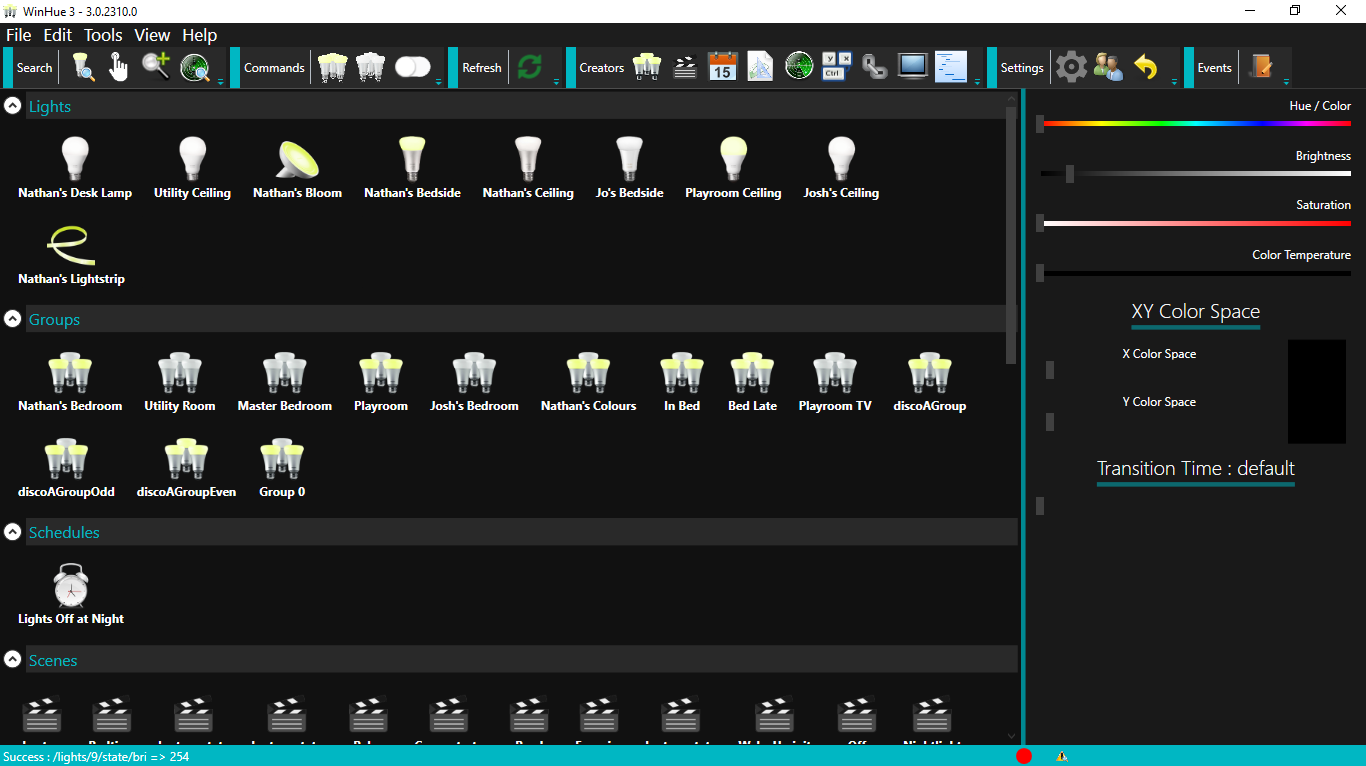 WinHue 3 - 3.0.2310.0
File Edit Tools View Help
Search Commands Refresh Creators 15 y x Ctrl Settings Events
Lights
Nathan's Desk Lamp Utility Ceiling Nathan's Bloom Nathan's Bedside Nathan's Ceiling Jo's Bedside Playroom Ceiling Josh's Ceiling
Nathan's Lightstrip
Groups
Nathan's Bedroom Utility Room Master Bedroom Playroom Josh's Bedroom Nathan's Colours In Bed Bed Late Playroom TV discoAGroup
discoAGroupOdd discoAGroupEven Group 0
Schedules
Lights Off at Night
Scenes
Hue / Color
Brightness
Saturation
Color Temperature
XY Color Space
X Color Space
Y Color Space
Transition Time : default
Success : /lights/9/state/bri => 254